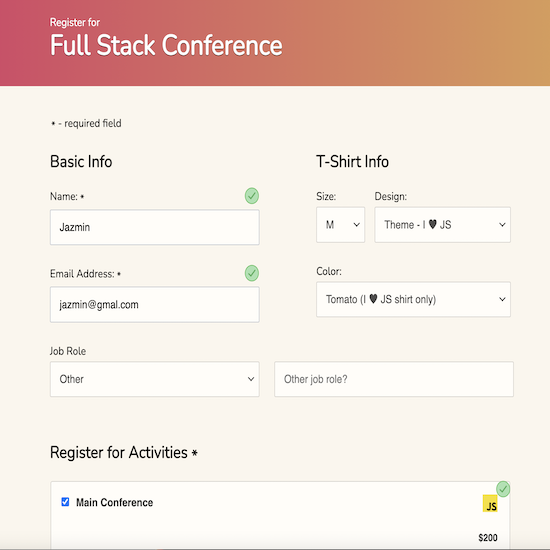 Register for
Full Stack Conference
* - required field
Basic Info
T-Shirt Info
Name: *
Size:
Design:
Jazmin
M
Theme - I ♥ JS
Email Address: *
Color:
jazmin@gmal.com
Tomato (I ♥ JS shirt only)
Job Role
Other
Other job role?
Register for Activities *
Main Conference
JS
$200